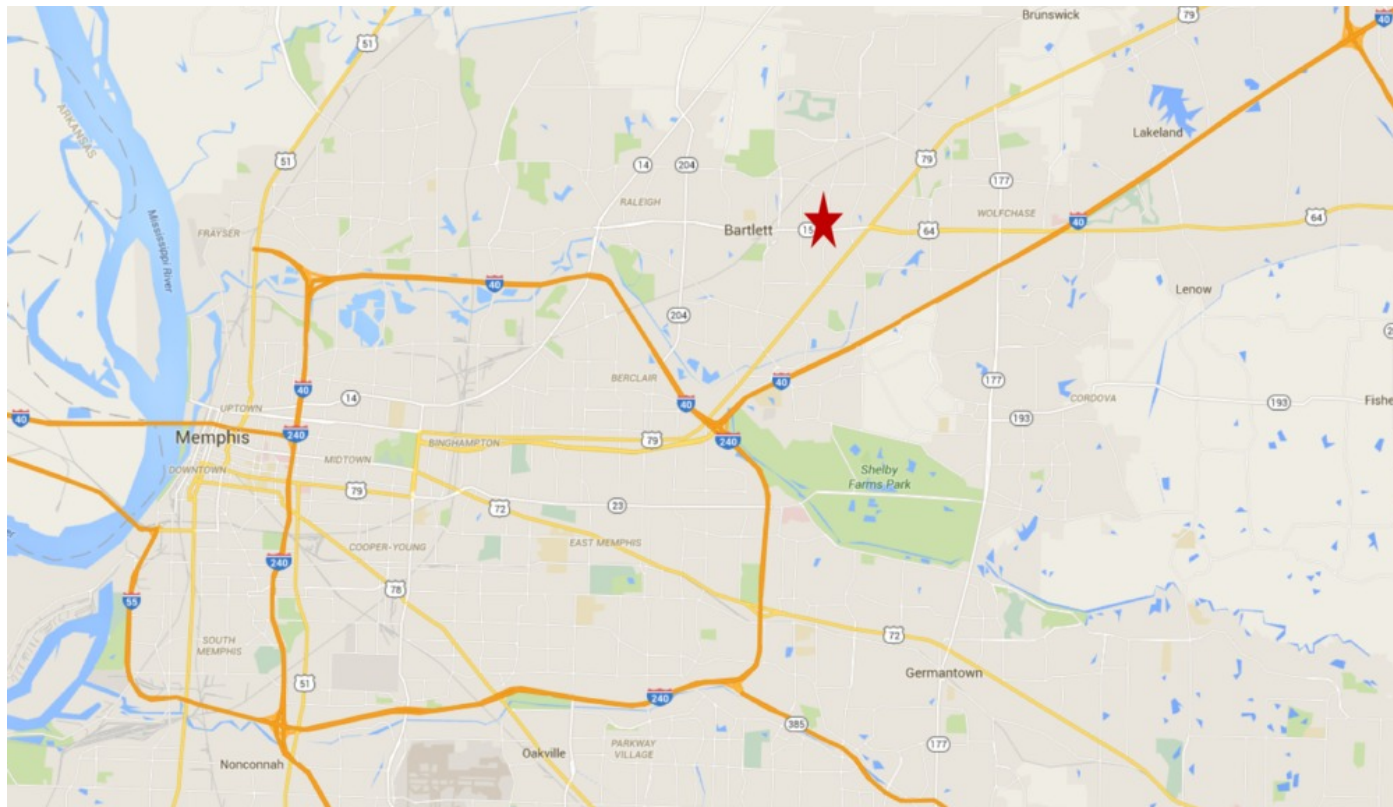 Brunswick
79
40
51
ARKANSAS
Lakeland
51
14
204
79
177
RALEIGH
WOLFCHASE
Mississippi River
FRAYSER
Bartlett
15
64
40
64
40
204
Lenow
BERCLAIR
40
40
177
CORDOVA
193
193
14
UPTOWN
40
40
240
Memphis
BINGHAMPTON
79
240
MIDTOWN
DOWNTOWN
79
72
23
Shelby
Farms Park
EAST MEMPHIS
COOPER-YOUNG
240
78
55
72
SOUTH
MEMPHIS
Germantown
51
240
385
177
PARKWAY
VILLAGE
Oakville
Nonconnah